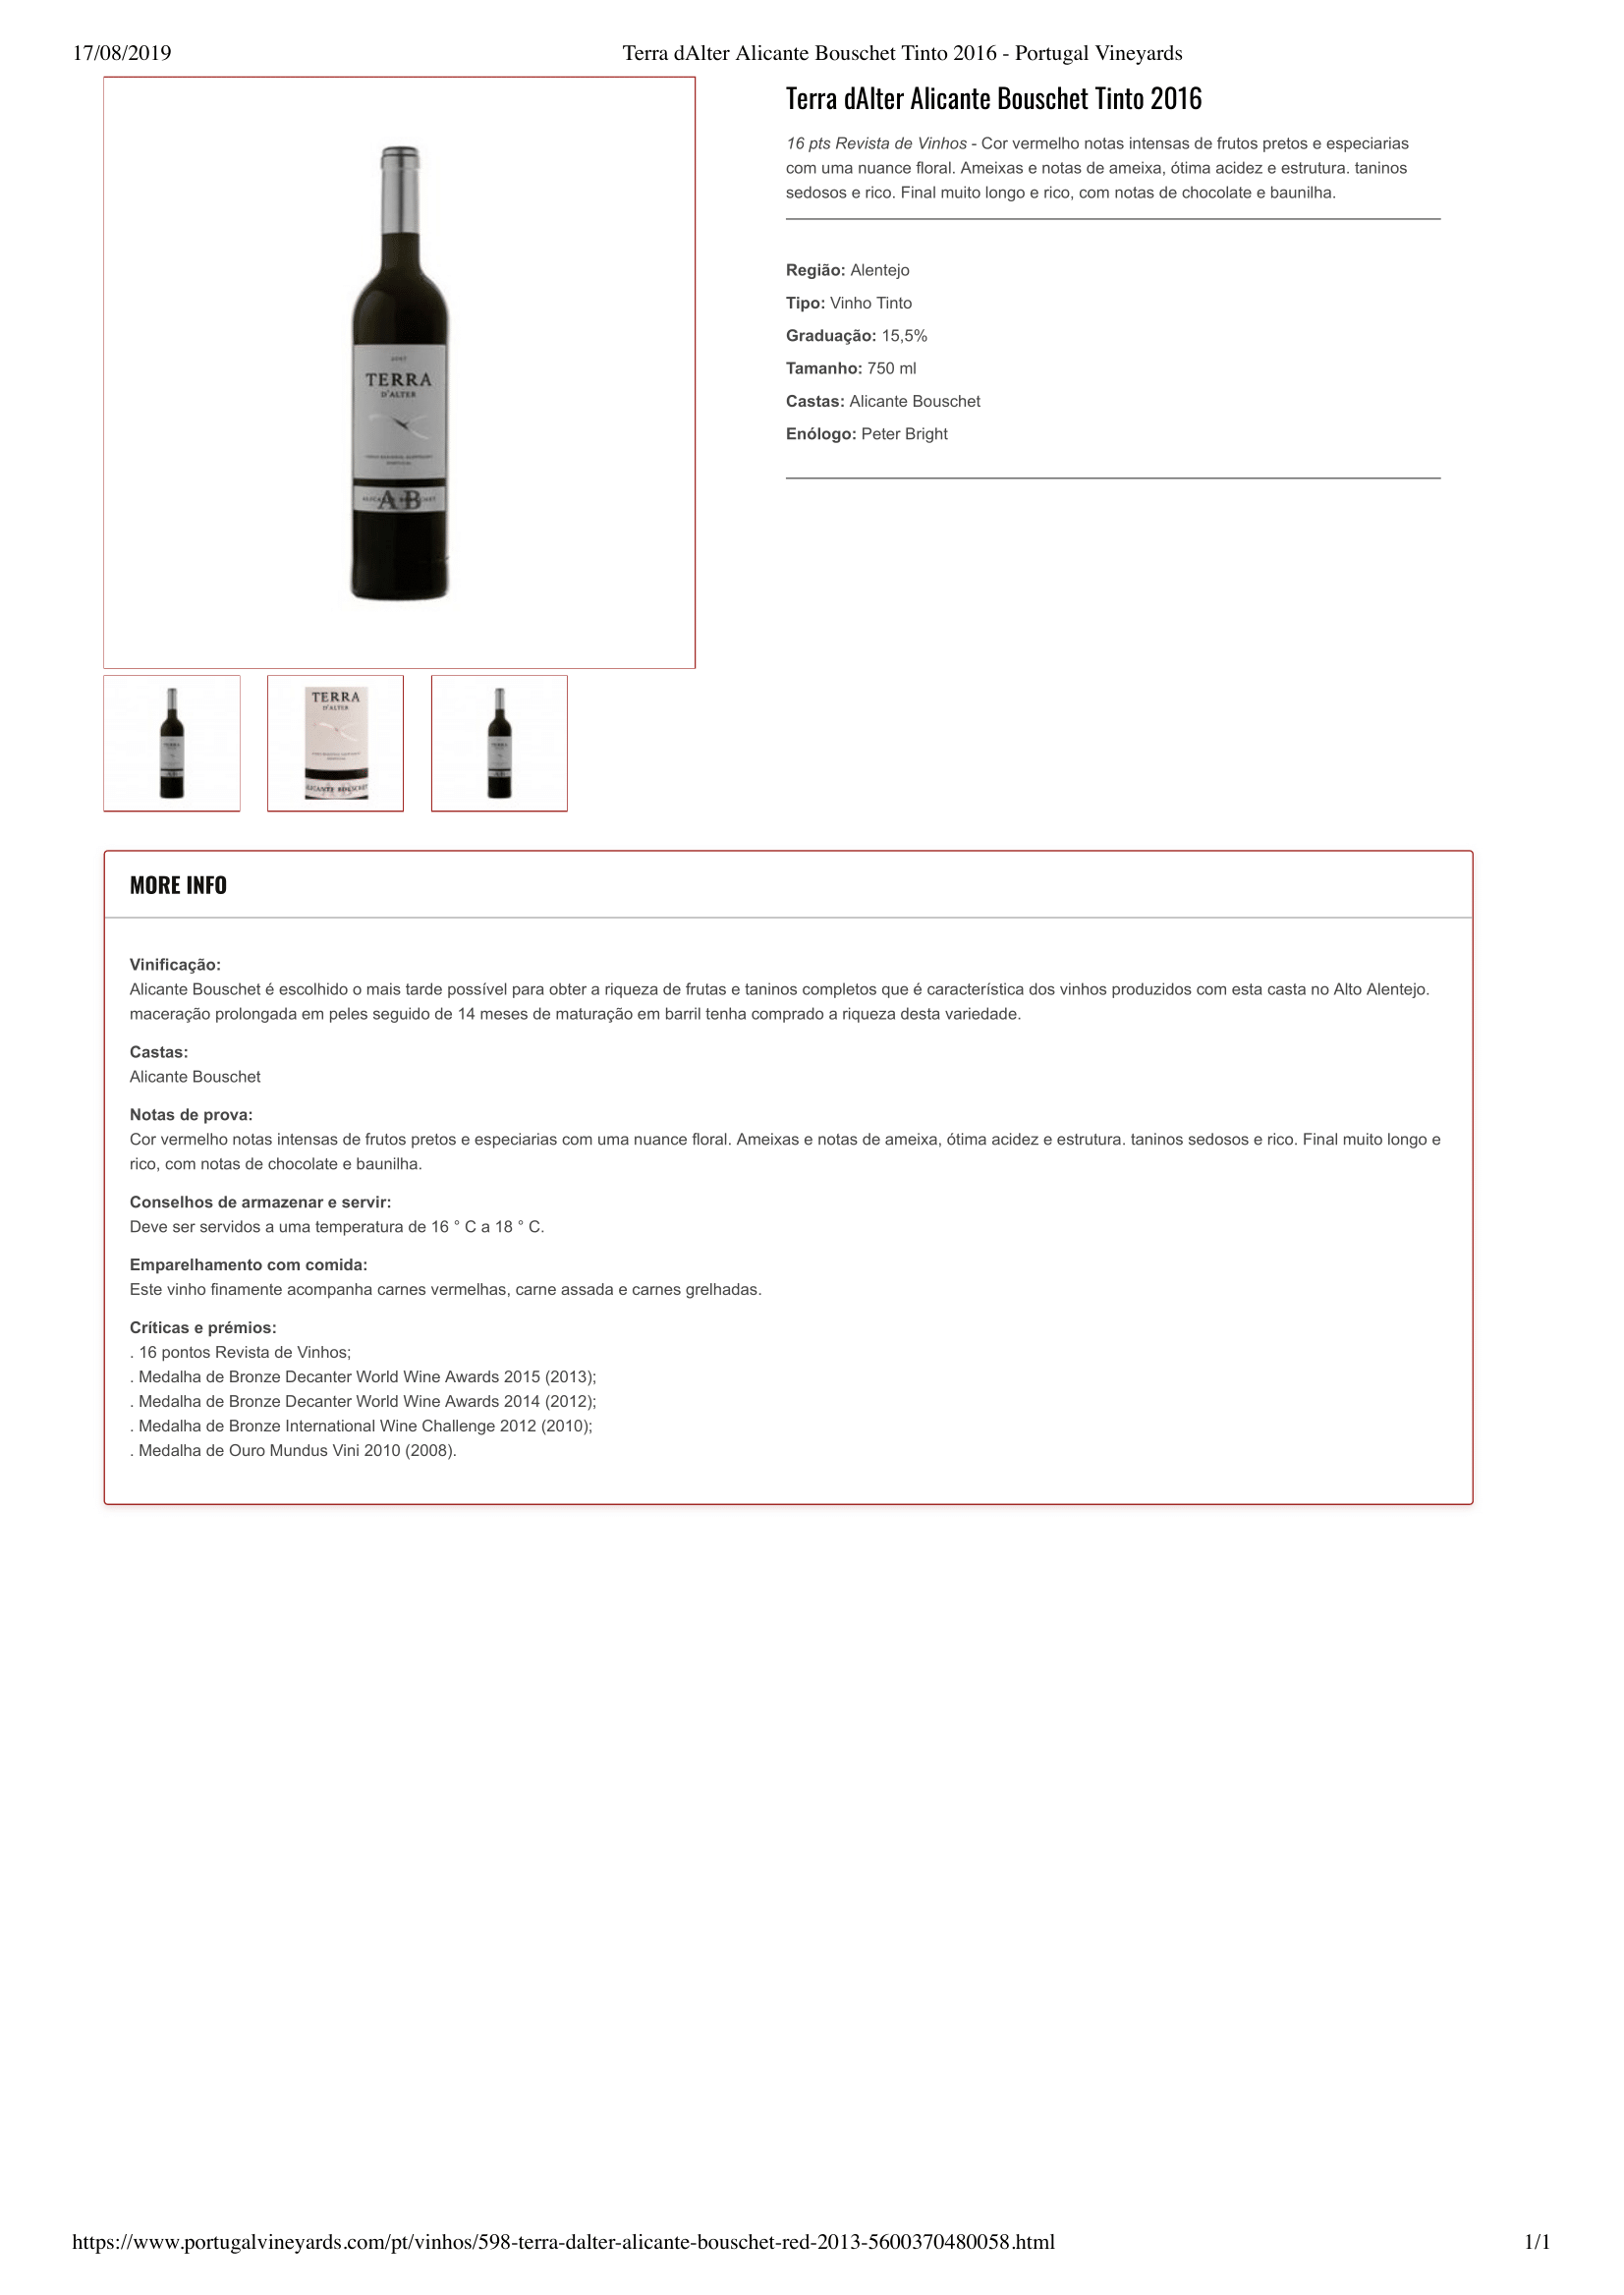 17/08/2019
Terra dAlter Alicante Bouschet Tinto 2016 - Portugal Vineyards
Terra dAlter Alicante Bouschet Tinto 2016
16 pts Revista de Vinhos - Cor vermelho notas intensas de frutos pretos e especiarias
com uma nuance floral. Ameixas e notas de ameixa, ótima acidez e estrutura. taninos
sedosos e rico. Final muito longo e rico, com notas de chocolate e baunilha.
Região: Alentejo
Tipo: Vinho Tinto
Graduação: 15,5%
Tamanho: 750 ml
Castas: Alicante Bouschet
Enólogo: Peter Bright
TERRA
D'ALTER
ALICANTE BOUSCHET
AB
TERRA
D'ALTER
ALICANTE BOUSCHET
MORE INFO
Vinificação:
Alicante Bouschet é escolhido o mais tarde possível para obter a riqueza de frutas e taninos completos que é característica dos vinhos produzidos com esta casta no Alto Alentejo.
maceração prolongada em peles seguido de 14 meses de maturação em barril tenha comprado a riqueza desta variedade.
Castas:
Alicante Bouschet
Notas de prova:
Cor vermelho notas intensas de frutos pretos e especiarias com uma nuance floral. Ameixas e notas de ameixa, ótima acidez e estrutura. taninos sedosos e rico. Final muito longo e
rico, com notas de chocolate e baunilha.
Conselhos de armazenar e servir:
Deve ser servidos a uma temperatura de 16 ° C a 18 ° C.
Emparelhamento com comida:
Este vinho finamente acompanha carnes vermelhas, carne assada e carnes grelhadas.
Críticas e prémios:
. 16 pontos Revista de Vinhos;
. Medalha de Bronze Decanter World Wine Awards 2015 (2013);
. Medalha de Bronze Decanter World Wine Awards 2014 (2012);
. Medalha de Bronze International Wine Challenge 2012 (2010);
. Medalha de Ouro Mundus Vini 2010 (2008).
https://www.portugalvineyards.com/pt/vinhos/598-terra-dalter-alicante-bouschet-red-2013-5600370480058.html
1/1